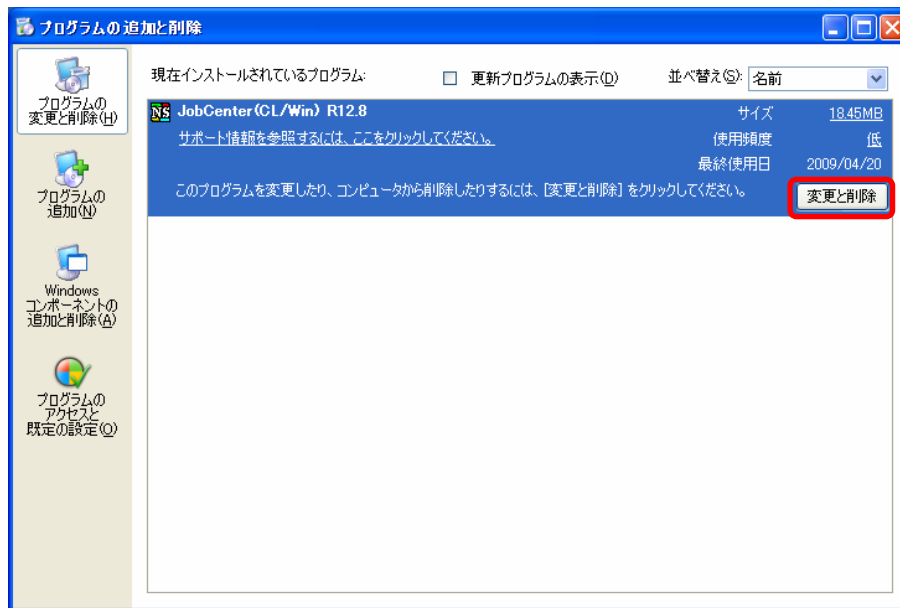 プログラムの追加と削除
プログラムの
変更と削除(H)
現在インストールされているプログラム:
更新プログラムの表示(D)
並べ替え(S):
名前
JobCenter(CL/Win) R12.8
サイズ
18.45MB
サポート情報を参照するには、ここをクリックしてください。
使用頻度
低
最終使用日
2009/04/20
このプログラムを変更したり、コンピュータから削除したりするには、[変更と削除] をクリックしてください。
変更と削除
プログラムの
追加(N)
Windows
コンポーネントの
追加と削除(A)
プログラムの
アクセスと
既定の設定(O)